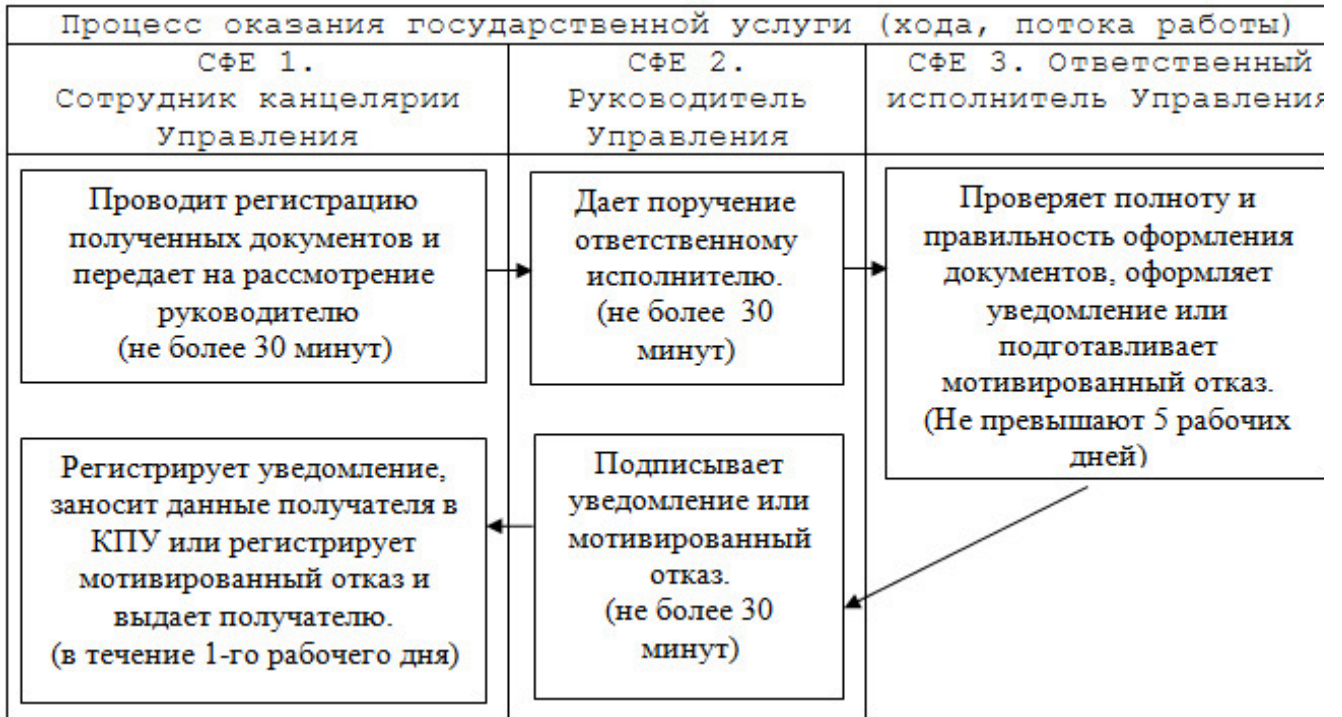 Процесс оказания государственной услуги (хода, потока работы)
СФЕ 1.
Сотрудник канцелярии
Управления
СФЕ 2.
Руководитель
Управления
СФЕ 3. Ответственный
исполнитель Управления
Проводит регистрацию
полученных документов и
передает на рассмотрение
руководителю
(не более 30 минут)
Дает поручение
ответственному
исполнителю.
(не более 30
минут)
Проверяет полноту и
правильность оформления
документов, оформляет
уведомление или
подготавливает
мотивированный отказ.
(Не превышают 5 рабочих
дней)
Подписывает
уведомление или
мотивированный
отказ.
(не более 30
минут)
Регистрирует уведомление,
заносит данные получателя в
КПУ или регистрирует
мотивированный отказ и
выдает получателю.
(в течение 1-го рабочего дня)